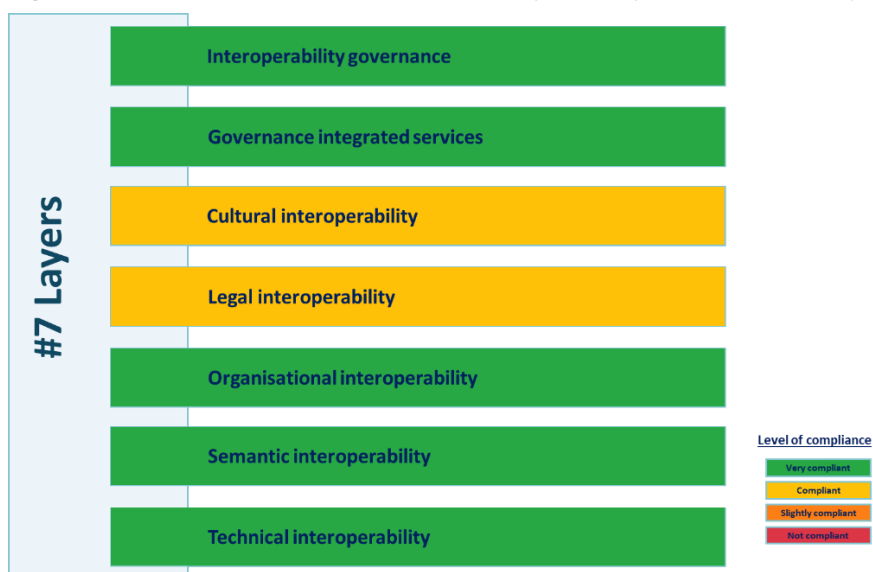 Interoperability governance
Governance integrated services
Cultural interoperability
Legal interoperability
Organisational interoperability
Semantic interoperability
Technical interoperability
#7 Layers
Level of compliance
Very compliant
Compliant
Slightly compliant
Not compliant